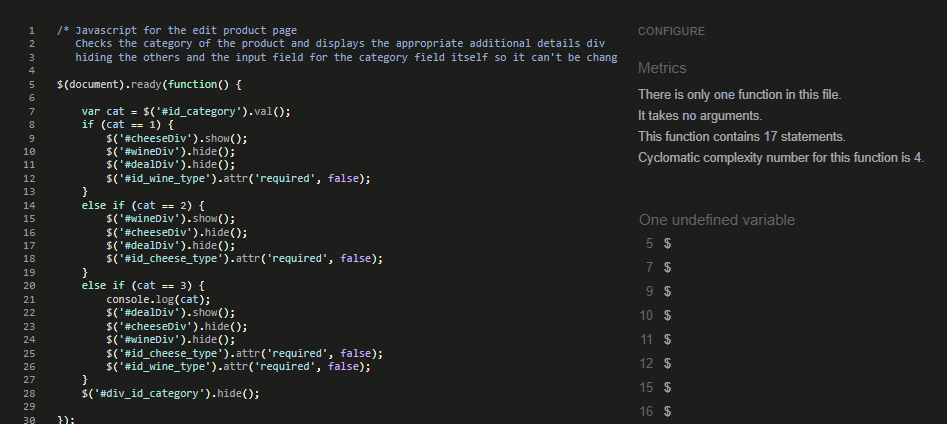 1 /* Javascript for the edit product page
2 Checks the category of the product and displays the appropriate additional details div
3 hiding the others and the input field for the category field itself so it can't be chang
4
5 $(document).ready(function() {
6
7 var cat = $('#id_category').val();
8 if (cat == 1) {
9 $('#cheeseDiv').show();
10 $('#wineDiv').hide();
11 $('#dealDiv').hide();
12 $('#id_wine_type').attr('required', false);
13 }
14 else if (cat == 2) {
15 $('#wineDiv').show();
16 $('#cheeseDiv').hide();
17 $('#dealDiv').hide();
18 $('#id_cheese_type').attr('required', false);
19 }
20 else if (cat == 3) {
21 console.log(cat);
22 $('#dealDiv').show();
23 $('#cheeseDiv').hide();
24 $('#wineDiv').hide();
25 $('#id_cheese_type').attr('required', false);
26 $('#id_wine_type').attr('required', false);
27 }
28 $('#div_id_category').hide();
29
30 });
CONFIGURE
Metrics
There is only one function in this file.
It takes no arguments.
This function contains 17 statements.
Cyclomatic complexity number for this function is 4.
One undefined variable
5 $
7 $
9 $
10 $
11 $
12 $
15 $
16 $